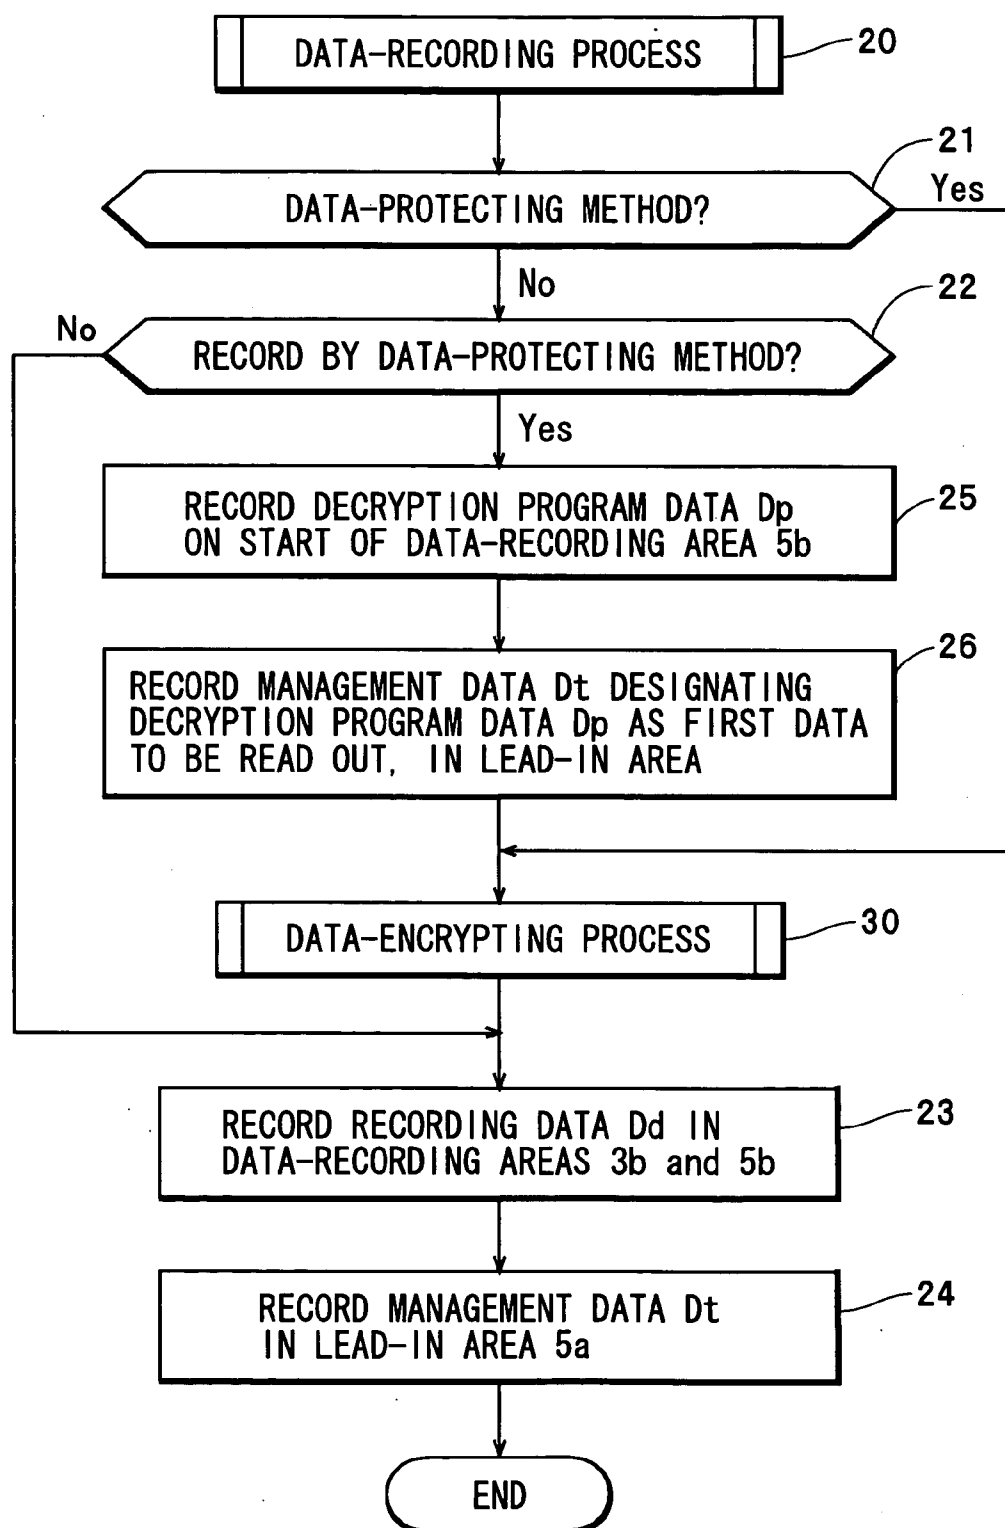 DATA-RECORDING PROCESS
20
21
DATA-PROTECTING METHOD?
Yes
No
22
No
RECORD BY DATA-PROTECTING METHOD?
Yes
RECORD DECRYPTION PROGRAM DATA Dp
ON START OF DATA-RECORDING AREA 5b
25
26
RECORD MANAGEMENT DATA Dt DESIGNATING
DECRYPTION PROGRAM DATA Dp AS FIRST DATA
TO BE READ OUT, IN LEAD-IN AREA
DATA-ENCRYPTING PROCESS
30
RECORD RECORDING DATA Dd IN
DATA-RECORDING AREAS 3b and 5b
23
RECORD MANAGEMENT DATA Dt
IN LEAD-IN AREA 5a
24
END